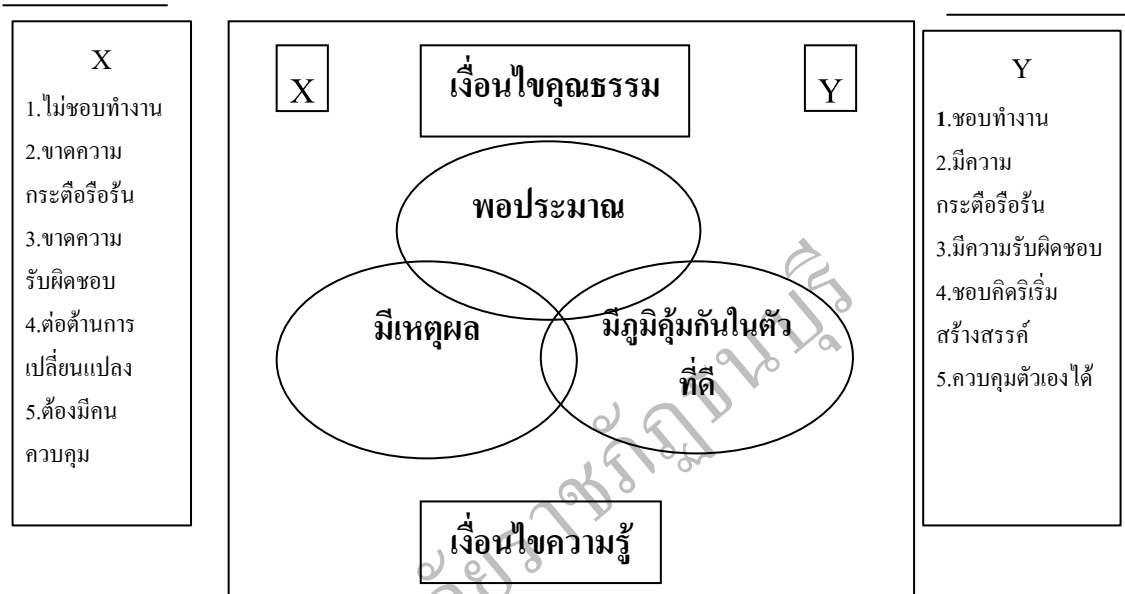 X
1.ไม่ชอบทำงาน
2.ขาดความ
กระตือรือร้น
3.ขาดความ
รับผิดชอบ
4.ต่อต้านการ
เปลี่ยนแปลง
5.ต้องมีคน
ควบคุม
X
เงื่อนไขคุณธรรม
Y
พอประมาณ
มีเหตุผล
มีภูมิคุ้มกันในตัว
ที่ดี
เงื่อนไขความรู้
Y
1.ชอบทำงาน
2.มีความ
กระตือรือร้น
3.มีความรับผิดชอบ
4.ชอบคิดริเริ่ม
สร้างสรรค์
5.ควบคุมตัวเองได้
ราชภัฏธนบุรี